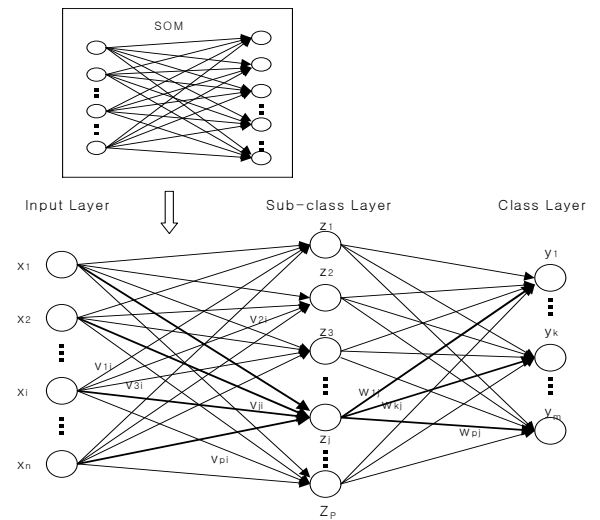 SOM
Input Layer
Sub-class Layer
Class Layer
z1
y1
x1
z2
x2
v2i
z3
yk
v1i
v3i
xi
vji
w1j
wkj
ym
zj
wpj
xn
vpi
zP